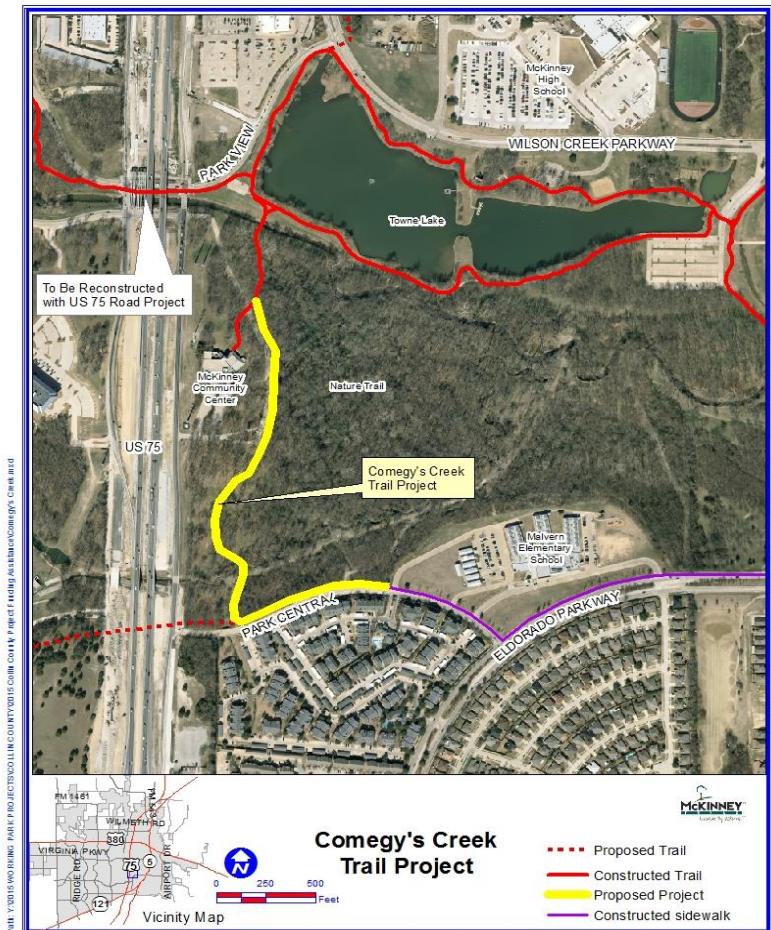 McKinney
High
School
WILSON CREEK PARKWAY
PARK VIEW
Towne Lake
To Be Reconstructed
with US 75 Road Project
McKinney
Community
Center
Nature Trail
US 75
Comegy's Creek
Trail Project
Malvern
Elementary
School
PARK CENTRAL
ELDORADO PARKWAY
FM 1461
WILMETH RD
380
VIRGINIA PKWY
75
5
RIDGE RD
AIRPORT DR
121
Vicinity Map
N
0 250 500
Feet
Comegy's Creek
Trail Project
McKINNEY
Proposed Trail
Constructed Trail
Proposed Project
Constructed sidewalk